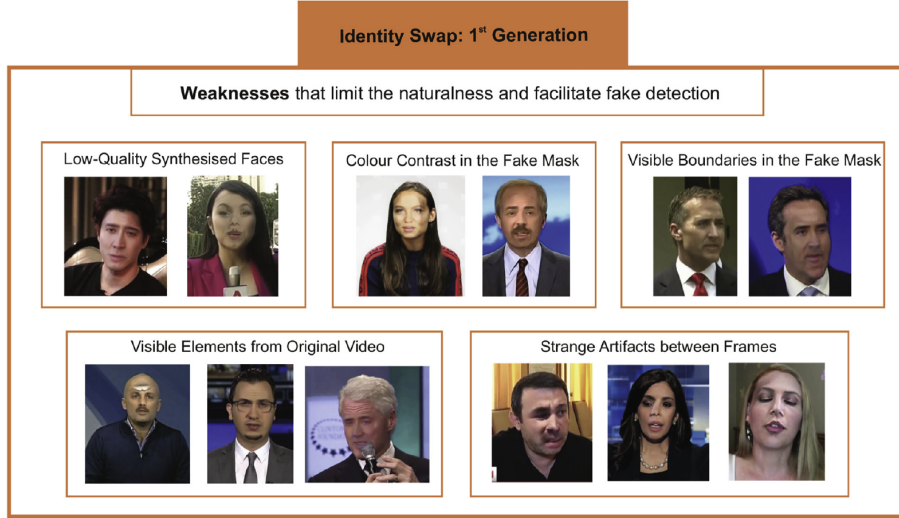 Identity Swap: 1st Generation
Weaknesses that limit the naturalness and facilitate fake detection
Low-Quality Synthesised Faces
Colour Contrast in the Fake Mask
Visible Boundaries in the Fake Mask
Visible Elements from Original Video
Strange Artifacts between Frames